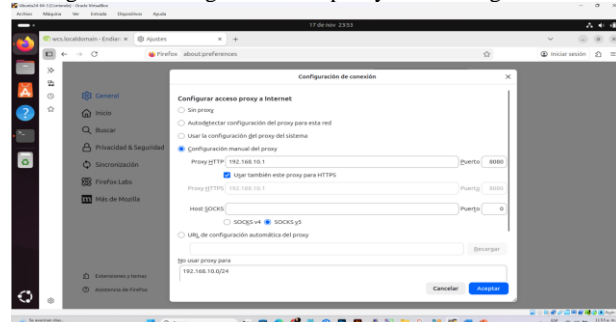 Archivo Máquina Ver Entrada Dispositivos Ayuda
17 de nov 23:53
wcs.localdomain - Endian
Ajustes
Firefox about:preferences
Iniciar sesión
General
Inicio
Buscar
Privacidad & Seguridad
Sincronización
Firefox Labs
Más de Mozilla
Extensiones y temas
Asistencia de Firefox
Configuración de conexión
Configurar acceso proxy a Internet
Sin proxy
Autodetectar configuración del proxy para esta red
Usar la configuración del proxy del sistema
Configuración manual del proxy
Proxy HTTP 192.168.10.1 Puerto 8080
Usar también este proxy para HTTPS
Proxy HTTPS 192.168.10.1 Puerto 8080
Host SOCKS Puerto 0
SOCKS v4 SOCKS v5
URL de configuración automática del proxy
Recargar
No usar proxy para
192.168.10.0/24
Cancelar Aceptar